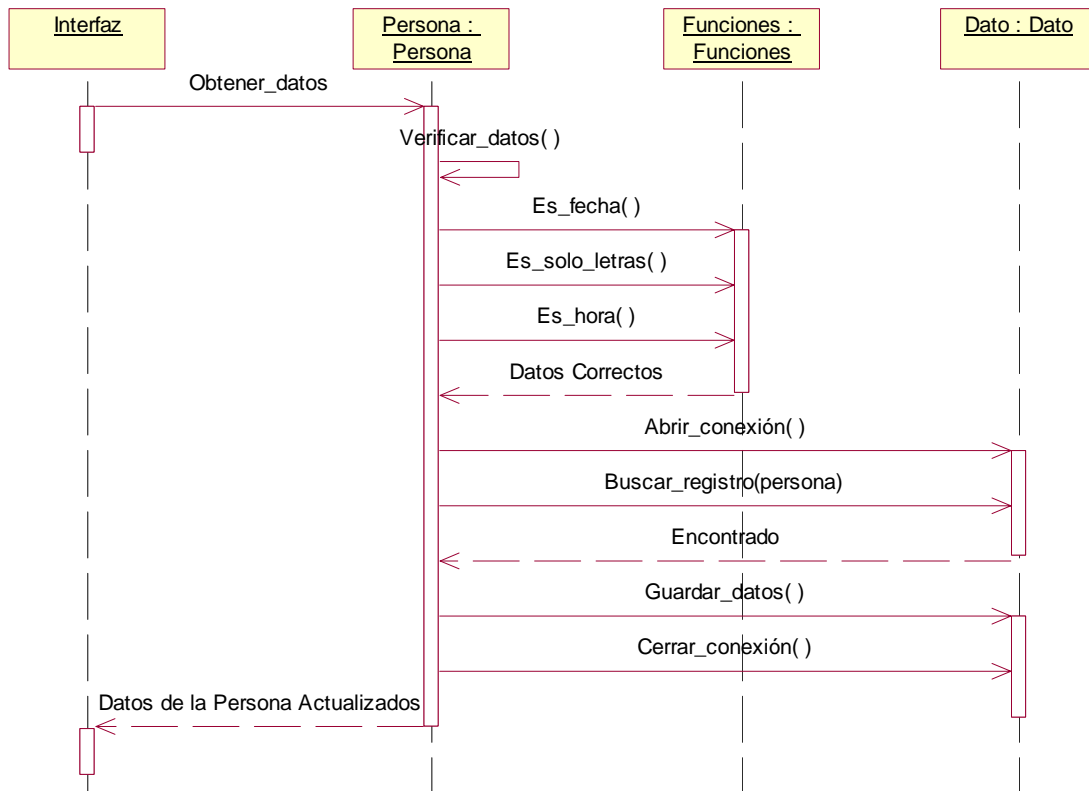 Interfaz
Persona :
Persona
Funciones :
Funciones
Dato : Dato
Obtener_datos
Verificar_datos( )
Es_fecha( )
Es_solo_letras( )
Es_hora( )
Datos Correctos
Abrir_conexión( )
Buscar_registro(persona)
Encontrado
Guardar_datos( )
Cerrar_conexión( )
Datos de la Persona Actualizados